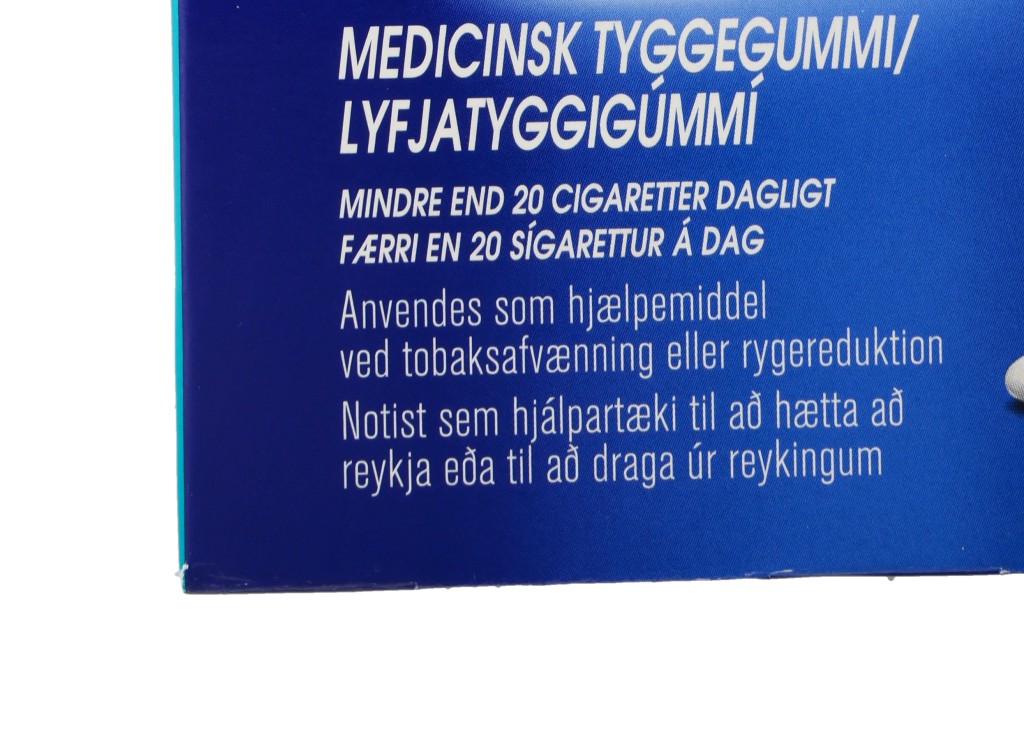 MEDICINSK TYGGEGUMMI/
LYFJATYGGIGÚMMÍ
MINDRE END 20 CIGARETTER DAGLIGT
FÆRRI EN 20 SÍGARETTUR Á DAG
Anvendes som hjælpemiddel
ved tobaksafvænning eller rygereduktion
Notist sem hjálpartæki til að hætta að
reykja eða til að draga úr reykingum